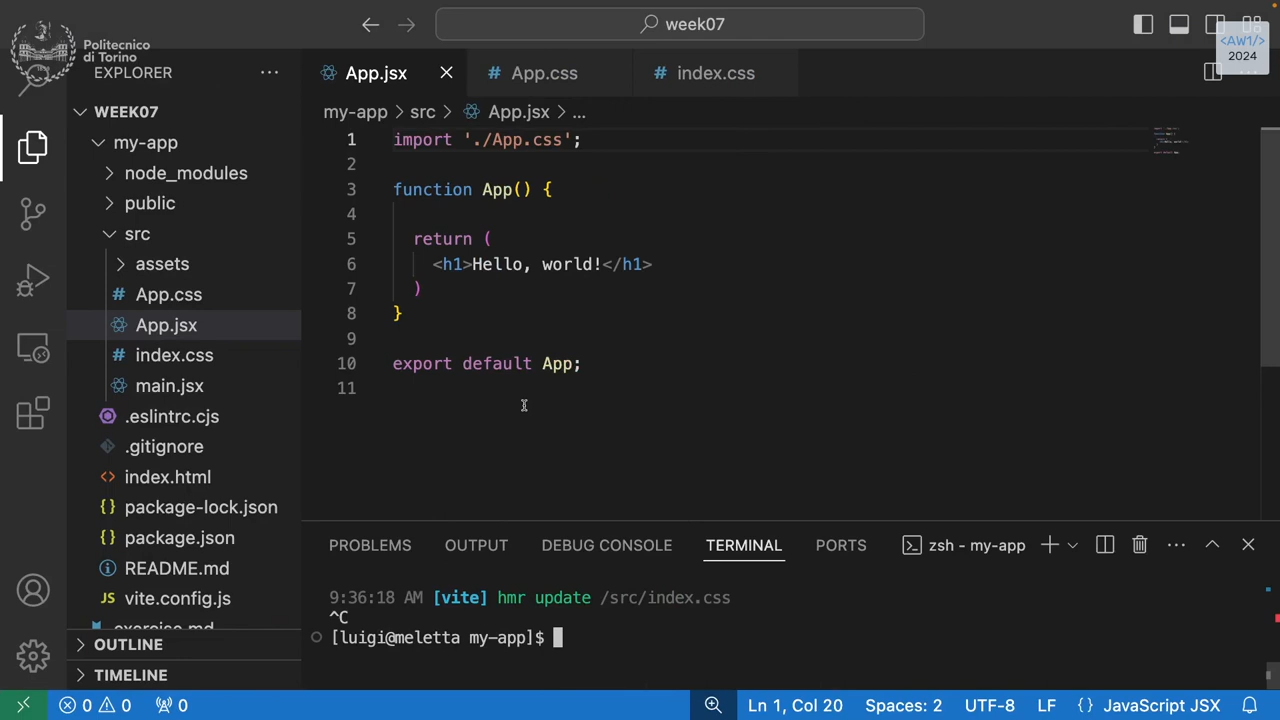 week07
Politecnico
di Torino
<AW1/>
2024
EXPLORER
App.jsx
# App.css
# index.css
WEEK07
my-app > src > App.jsx > ...
my-app
node_modules
public
src
assets
# App.css
App.jsx
# index.css
main.jsx
.eslintrc.cjs
.gitignore
<> index.html
{} package-lock.json
{} package.json
README.md
JS vite.config.js
exercise.md
OUTLINE
TIMELINE
1 import './App.css';
2
3 function App() {
4
5 return (
6 <h1>Hello, world!</h1>
7 )
8 }
9
10 export default App;
11
PROBLEMS OUTPUT DEBUG CONSOLE TERMINAL PORTS zsh - my-app
9:36:18 AM [vite] hmr update /src/index.css
^C
[luigi@meletta my-app]$
0 0 0 Ln 1, Col 20 Spaces: 2 UTF-8 LF {} JavaScript JSX